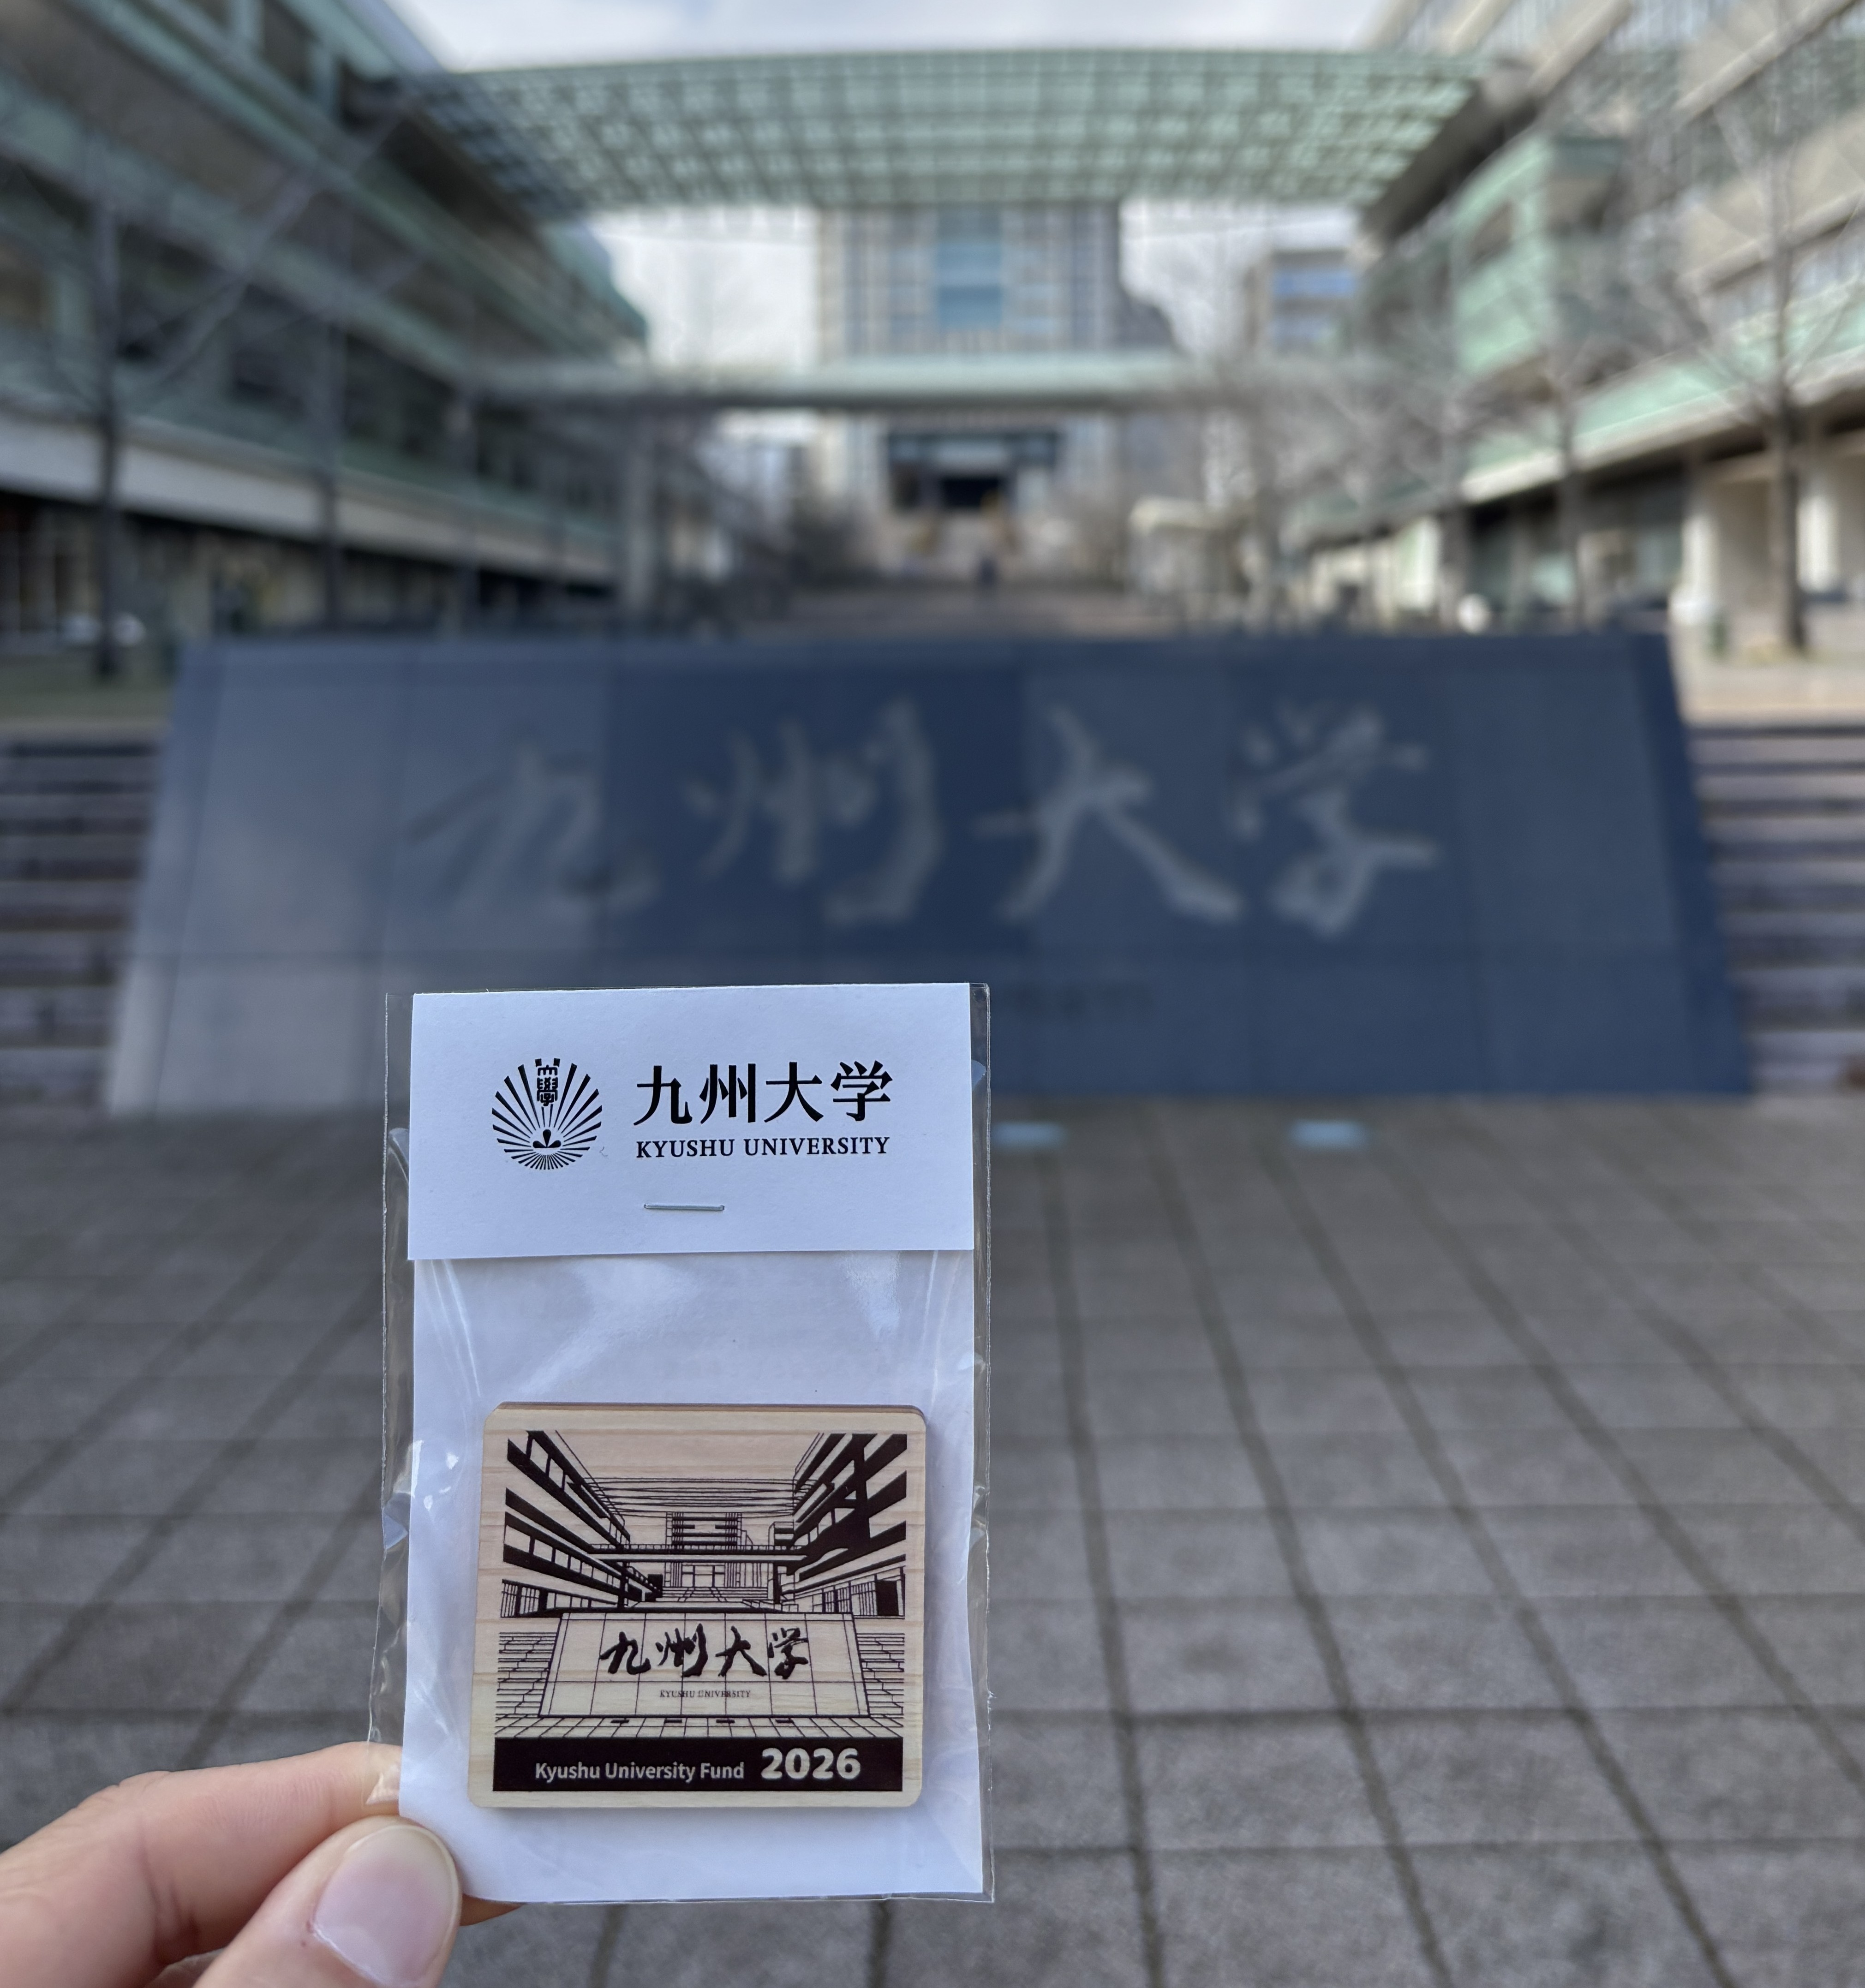 九州大学
九州大学
KYUSHU UNIVERSITY
九州大学
KYUSHU UNIVERSITY
Kyushu University Fund 2026